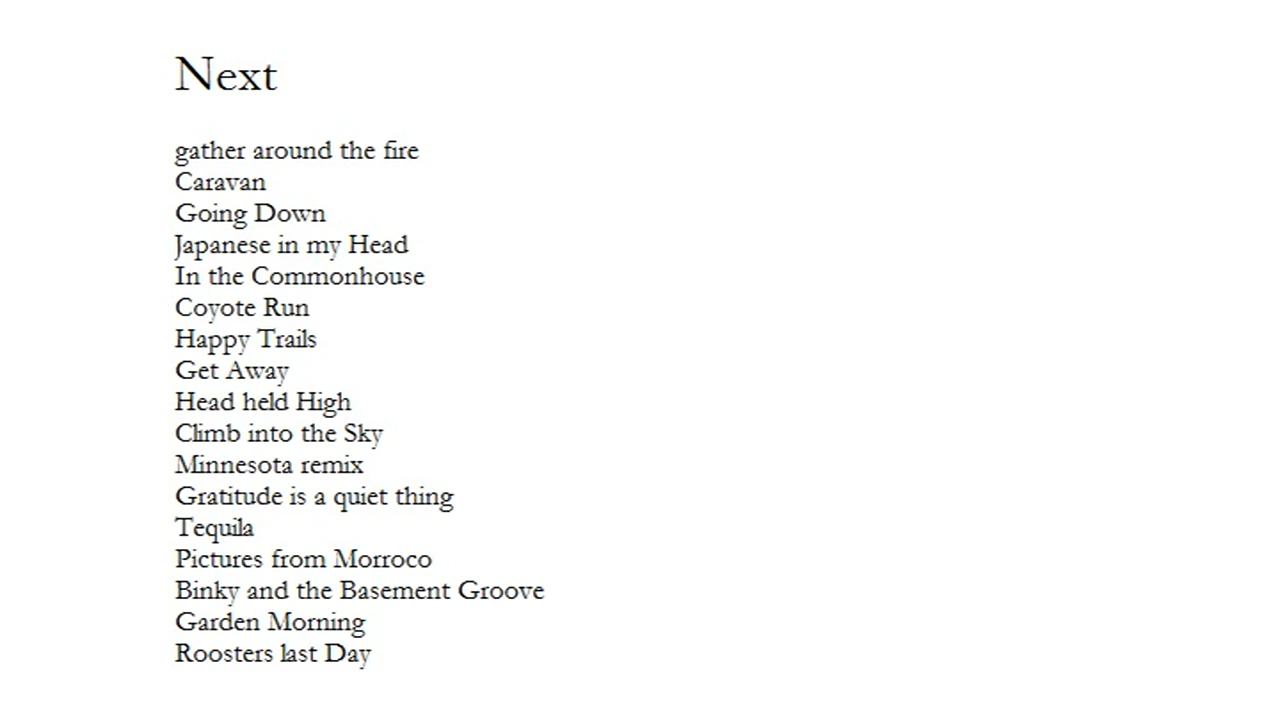 Next
gather around the fire
Caravan
Going Down
Japanese in my Head
In the Commonhouse
Coyote Run
Happy Trails
Get Away
Head held High
Climb into the Sky
Minnesota remix
Gratitude is a quiet thing
Tequila
Pictures from Morroco
Binky and the Basement Groove
Garden Morning
Roosters last Day